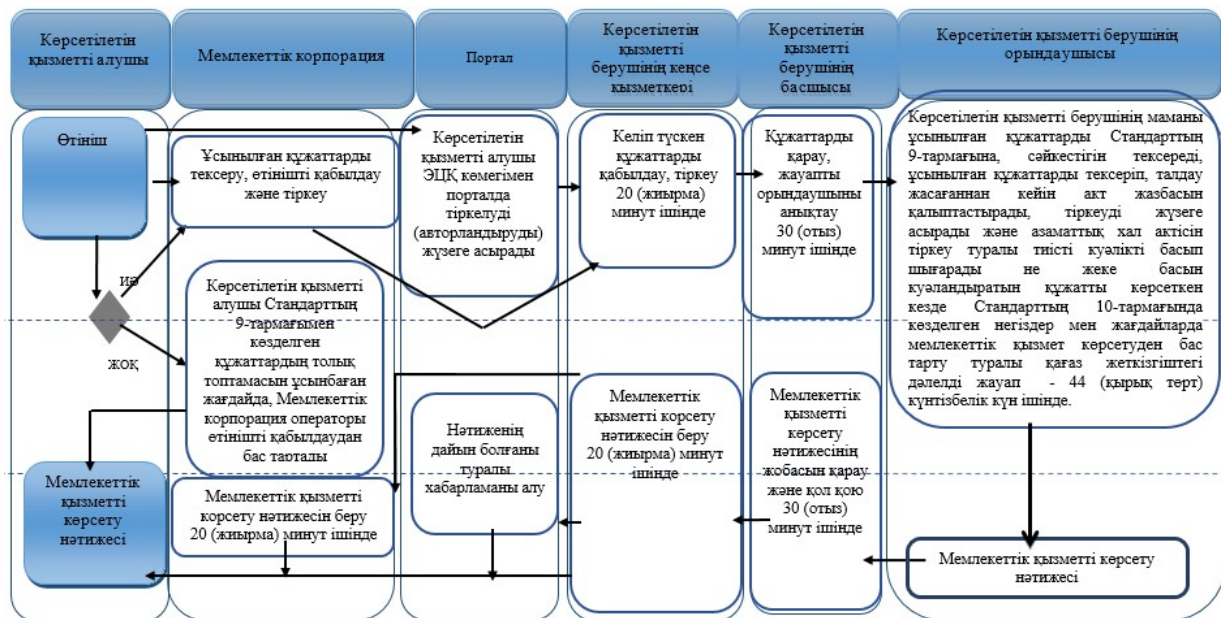 Көрсетілетін
қызметті алушы
Мемлекеттік корпорация
Портал
Көрсетілетін
қызметті
берушінің кеңсе
қызметкері
Көрсетілетін
қызметті
берушінің
басшысы
Көрсетілетін қызметті берушінің
орындаушысы
Өтініш
Ұсынылған құжаттарды
тексеру, өтінішті қабылдау
және тіркеу
Көрсетілетін
қызметті алушы
ЭЦҚ көмегімен
порталда
тіркелуді
(авторландыруды)
жүзеге асырады
Келіп түскен
құжаттарды
қабылдау, тіркеу
20 (жиырма)
минут ішінде
Құжаттарды
қарау,
жауапты
орындаушыны
анықтау
30 (отыз)
минут ішінде
Көрсетілетін қызметті берушінің маманы
ұсынылған құжаттарды Стандарттың
9-тармағына, сәйкестігін тексереді,
ұсынылған құжаттарды тексеріп, талдау
жасағаннан кейін акт жазбасын
қалыптастырады, тіркеуді жүзеге
асырады және азаматтық хал актісін
тіркеу туралы тиісті куәлікті басып
шығарады не жеке басын
куәландыратын құжатты көрсеткен
кезде Стандарттың 10-тармағында
көзделген негіздер мен жағдайларда
мемлекеттік қызмет көрсетуден бас
тарту туралы қағаз жеткізгіштегі
дәлелді жауап - 44 (қырық төрт)
күнтізбелік күн ішінде.
иә
жоқ
Көрсетілетін қызметті
алушы Стандарттың
9-тармағымен
көзделген
құжаттардың толық
топтамасын ұсынбаған
жағдайда, Мемлекеттік
корпорация операторы
өтінішті қабылдаудан
бас тартады
Мемлекеттік
қызметті
көрсету
нәтижесі
Мемлекеттік қызметті
корсету нәтижесін беру
20 (жиырма) минут ішінде
Нәтиженің
дайын болғаны
туралы
хабарламаны алу
Мемлекеттік
қызметті корсету
нәтижесін беру
20 (жиырма) минут
ішінде
Мемлекеттік
қызметті
көрсету
нәтижесінің
жобасын қарау
және қол қою
30 (отыз)
минут ішінде
Мемлекеттік қызметті көрсету
нәтижесі